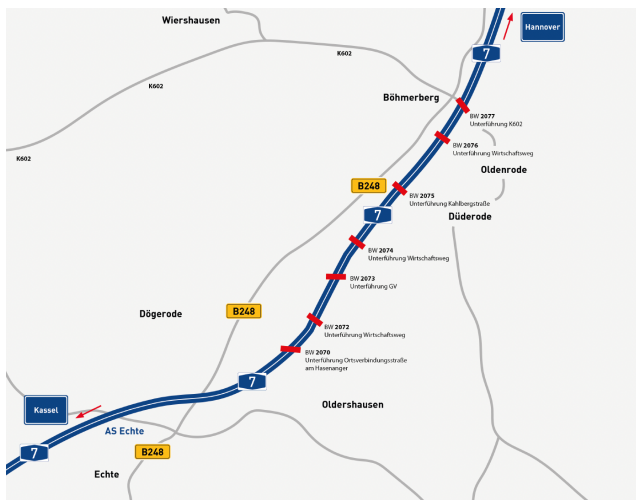 Wiershausen
Hannover
7
K602
K602
Böhmerberg
BW 2077
Unterführung K602
BW 2076
Unterführung Wirtschaftsweg
K602
Oldenrode
B248
BW 2075
Unterführung Kahlbergstraße
7
Düderode
BW 2074
Unterführung Wirtschaftsweg
BW 2073
Unterführung GV
Dögerode
B248
BW 2072
Unterführung Wirtschaftsweg
BW 2070
Unterführung Ortsverbindungsstraße
am Hasenanger
7
Kassel
Oldershausen
AS Echte
7
B248
Echte